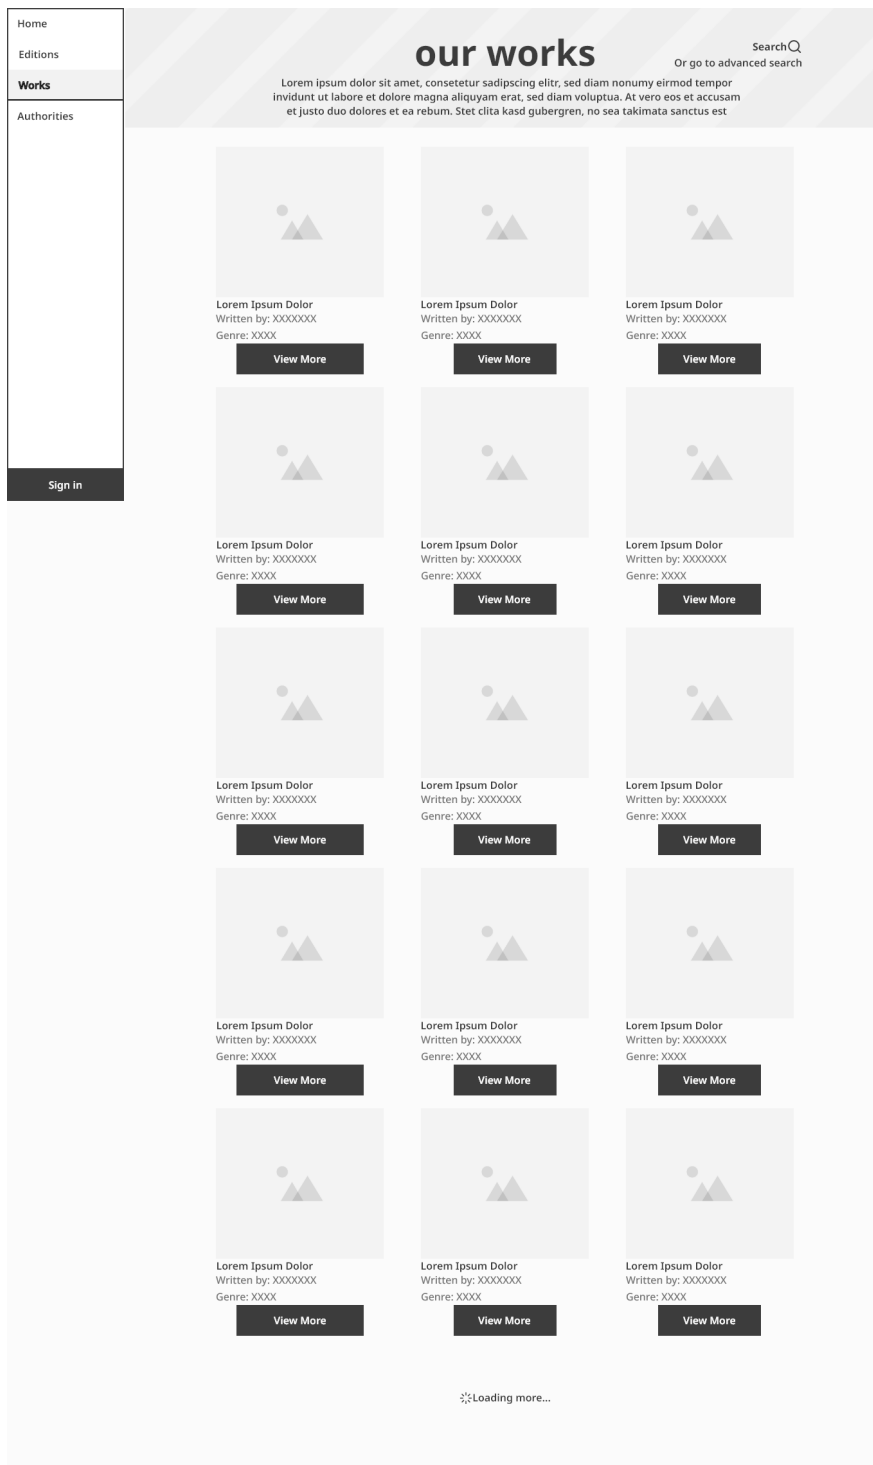 Home
Editions
Works
Authorities
Sign in
our works
Search
Or go to advanced search
Lorem ipsum dolor sit amet, consetetur sadipscing elitr, sed diam nonumy eirmod tempor
invidunt ut labore et dolore magna aliquyam erat, sed diam voluptua. At vero eos et accusam
et justo duo dolores et ea rebum. Stet clita kasd gubergren, no sea takimata sanctus est
Lorem Ipsum Dolor
Written by: XXXXXXX
Genre: XXXX
View More
Lorem Ipsum Dolor
Written by: XXXXXXX
Genre: XXXX
View More
Lorem Ipsum Dolor
Written by: XXXXXXX
Genre: XXXX
View More
Lorem Ipsum Dolor
Written by: XXXXXXX
Genre: XXXX
View More
Lorem Ipsum Dolor
Written by: XXXXXXX
Genre: XXXX
View More
Lorem Ipsum Dolor
Written by: XXXXXXX
Genre: XXXX
View More
Lorem Ipsum Dolor
Written by: XXXXXXX
Genre: XXXX
View More
Lorem Ipsum Dolor
Written by: XXXXXXX
Genre: XXXX
View More
Lorem Ipsum Dolor
Written by: XXXXXXX
Genre: XXXX
View More
Lorem Ipsum Dolor
Written by: XXXXXXX
Genre: XXXX
View More
Lorem Ipsum Dolor
Written by: XXXXXXX
Genre: XXXX
View More
Lorem Ipsum Dolor
Written by: XXXXXXX
Genre: XXXX
View More
Lorem Ipsum Dolor
Written by: XXXXXXX
Genre: XXXX
View More
Lorem Ipsum Dolor
Written by: XXXXXXX
Genre: XXXX
View More
Lorem Ipsum Dolor
Written by: XXXXXXX
Genre: XXXX
View More
Loading more...